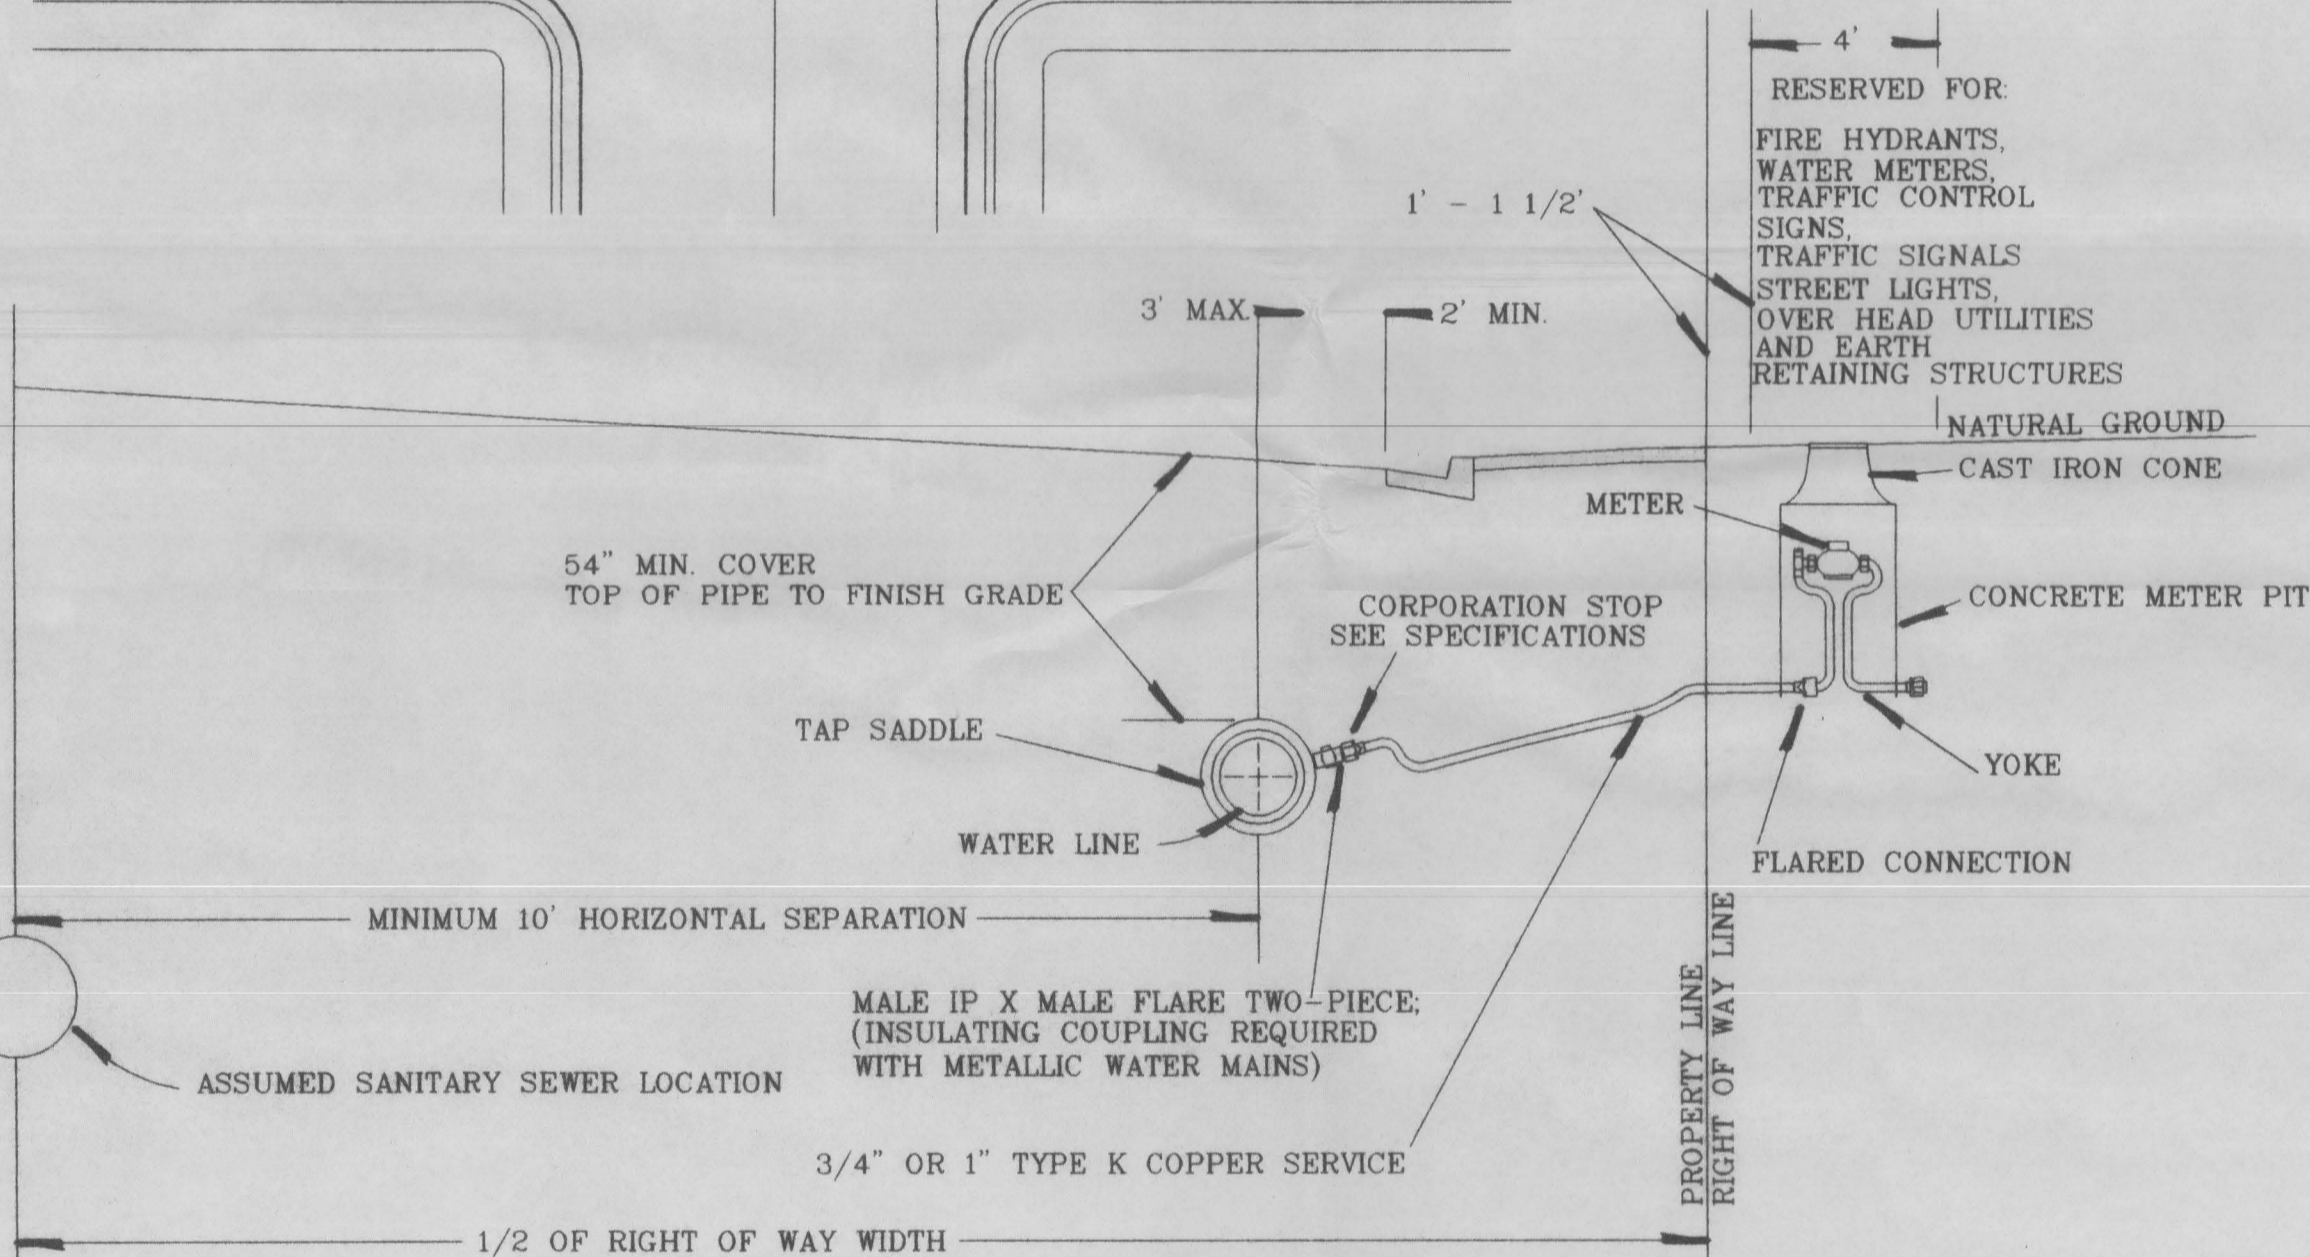 4'
RESERVED FOR:
FIRE HYDRANTS,
WATER METERS,
TRAFFIC CONTROL
SIGNS,
TRAFFIC SIGNALS
STREET LIGHTS,
OVER HEAD UTILITIES
AND EARTH
RETAINING STRUCTURES
1' - 1 1/2'
3' MAX.
2' MIN.
NATURAL GROUND
CAST IRON CONE
METER
54" MIN. COVER
TOP OF PIPE TO FINISH GRADE
CORPORATION STOP
SEE SPECIFICATIONS
CONCRETE METER PIT
TAP SADDLE
YOKE
WATER LINE
FLARED CONNECTION
MINIMUM 10' HORIZONTAL SEPARATION
MALE IP X MALE FLARE TWO-PIECE;
(INSULATING COUPLING REQUIRED
WITH METALLIC WATER MAINS)
ASSUMED SANITARY SEWER LOCATION
3/4" OR 1" TYPE K COPPER SERVICE
PROPERTY LINE
RIGHT OF WAY LINE
1/2 OF RIGHT OF WAY WIDTH